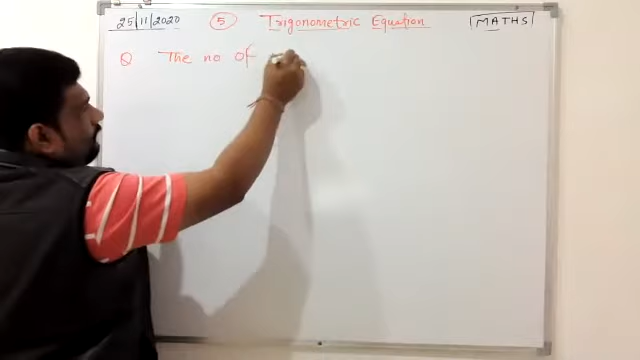 25/11/2020 5 Trigonometric Equation MATHS
Q The no of